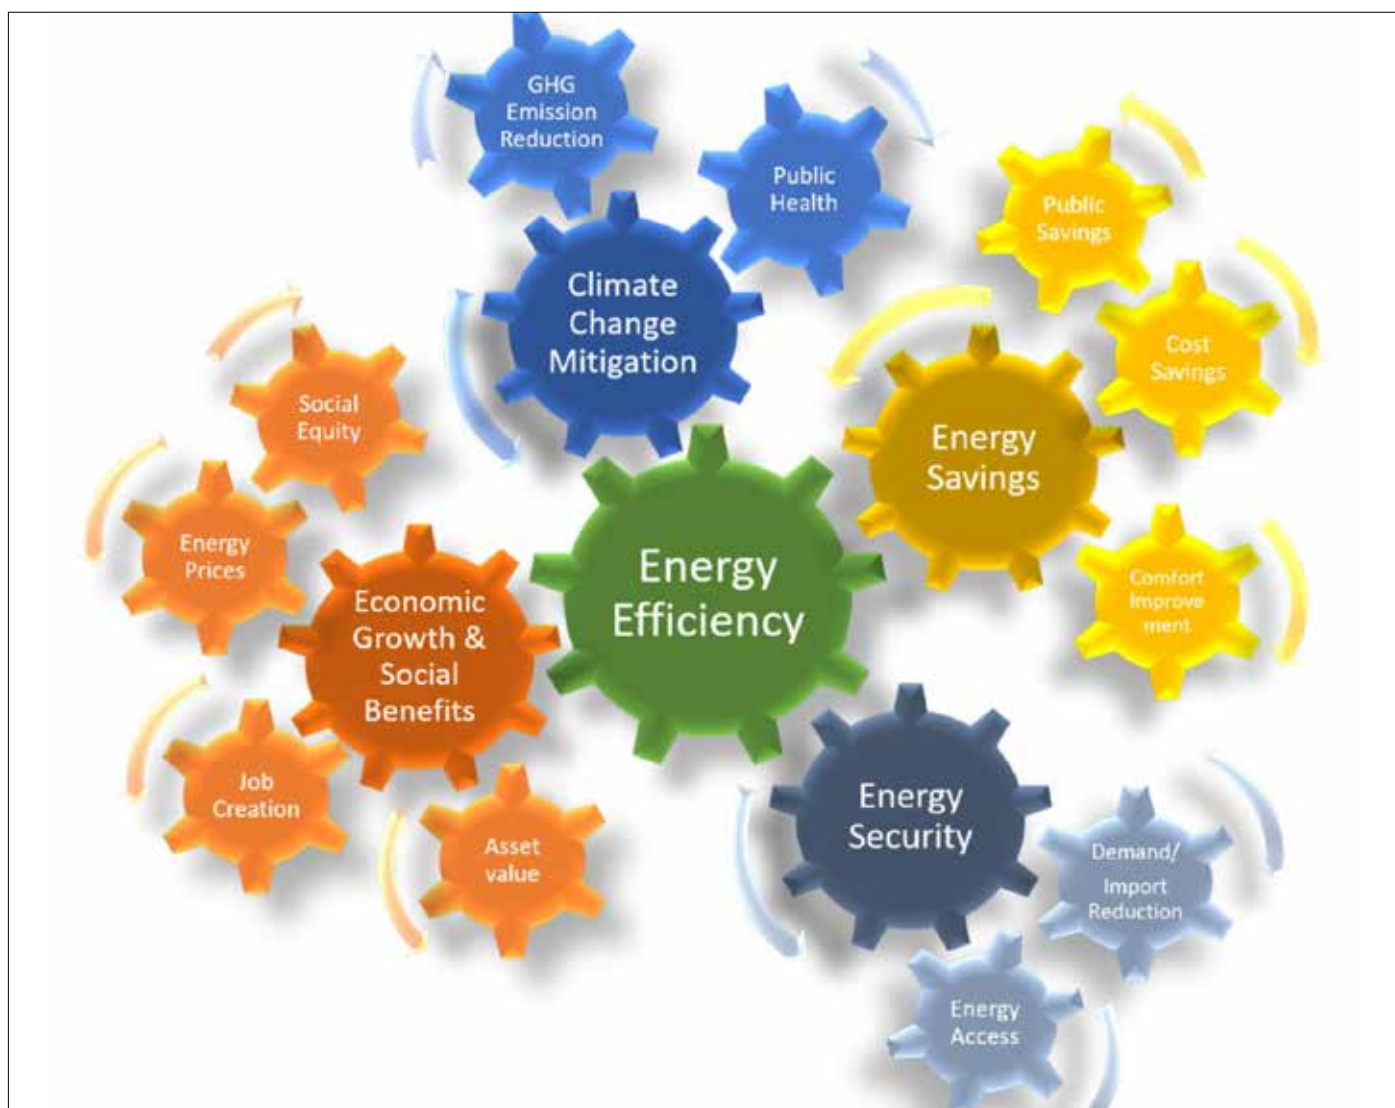 GHG
Emission
Reduction
Public
Health
Public
Savings
Climate
Change
Mitigation
Cost
Savings
Social
Equity
Energy
Savings
Energy
Prices
Energy
Efficiency
Comfort
Improve
ment
Economic
Growth &
Social
Benefits
Job
Creation
Asset
value
Energy
Security
Demand/
Import
Reduction
Energy
Access